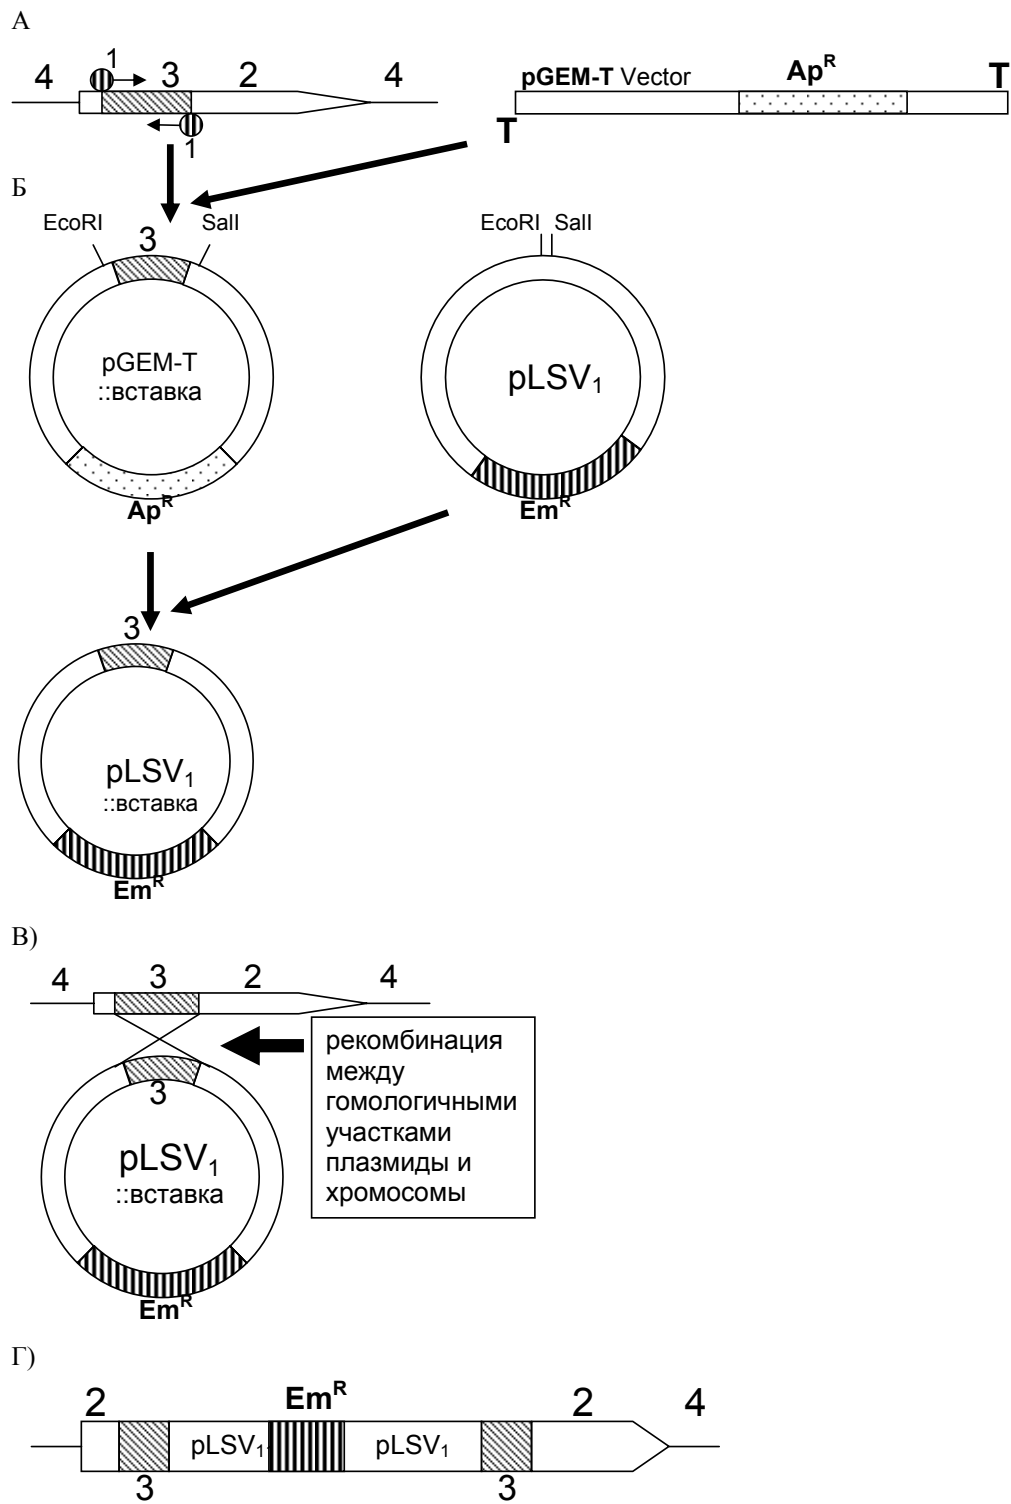 А
4 1 3 2 4
1
pGEM-T Vector Ap^R T
T
Б
EcoRI SalI
3
pGEM-T
::вставка
Ap^R
EcoRI SalI
pLSV₁
Em^R
3
pLSV₁
::вставка
Em^R
В)
4 3 2 4
рекомбинация
между
гомологичными
участками
плазмиды и
хромосомы
3
pLSV₁
::вставка
Em^R
Г)
2 Em^R 2 4
pLSV₁ pLSV₁
3 3